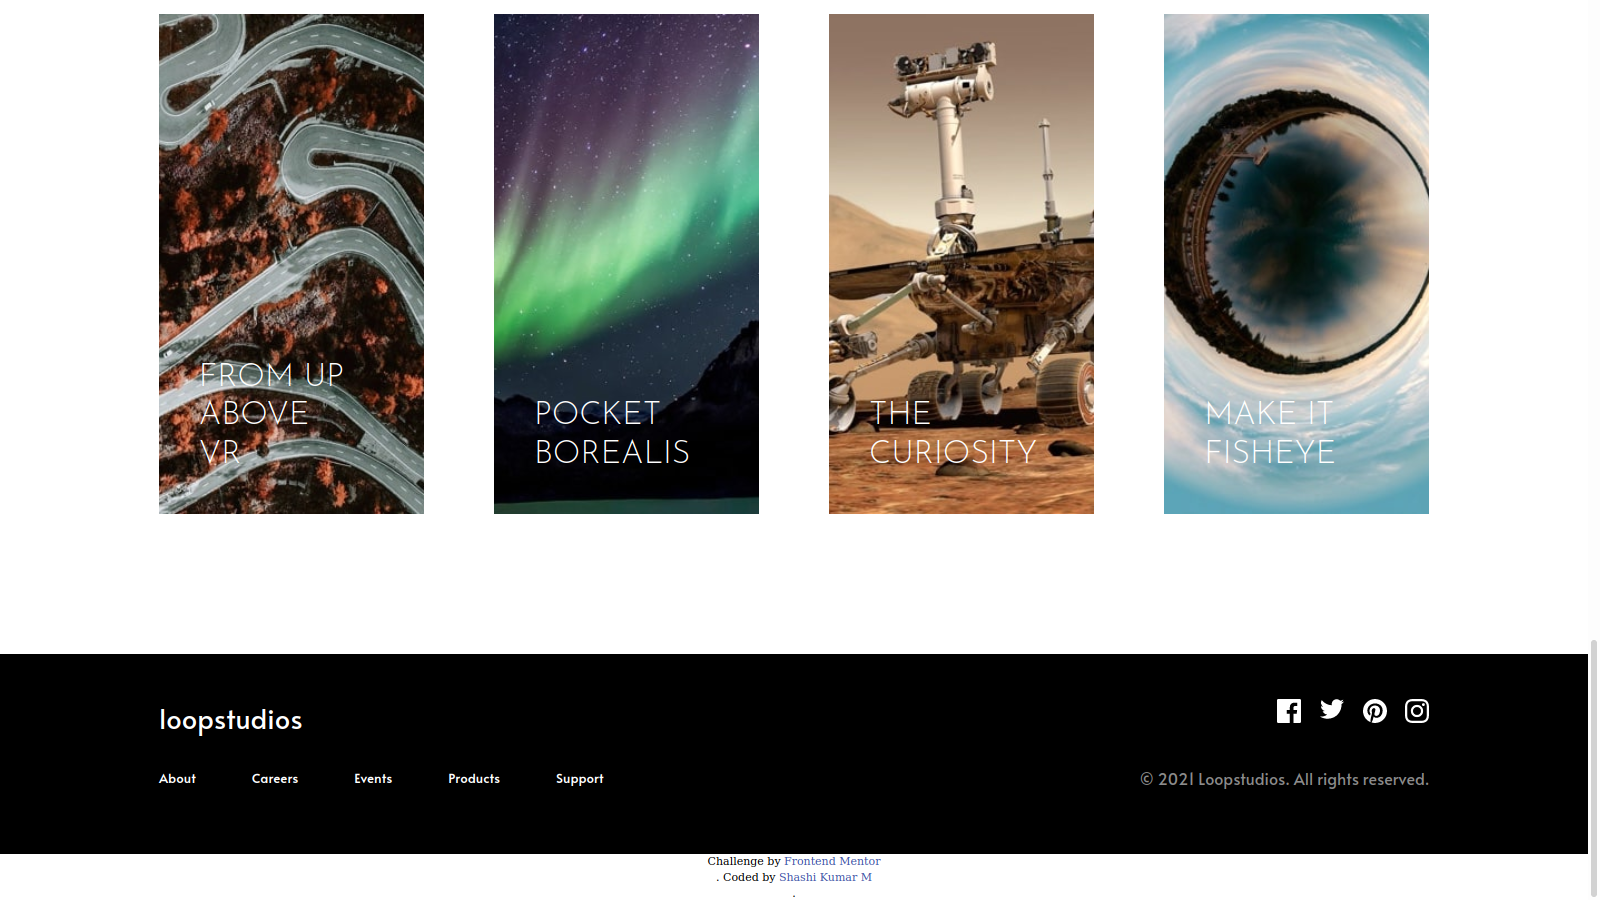 FROM UP
ABOVE
VR
POCKET
BOREALIS
THE
CURIOSITY
MAKE IT
FISHEYE
loopstudios
About Careers Events Products Support
© 2021 Loopstudios. All rights reserved.
Challenge by Frontend Mentor
. Coded by Shashi Kumar M
.